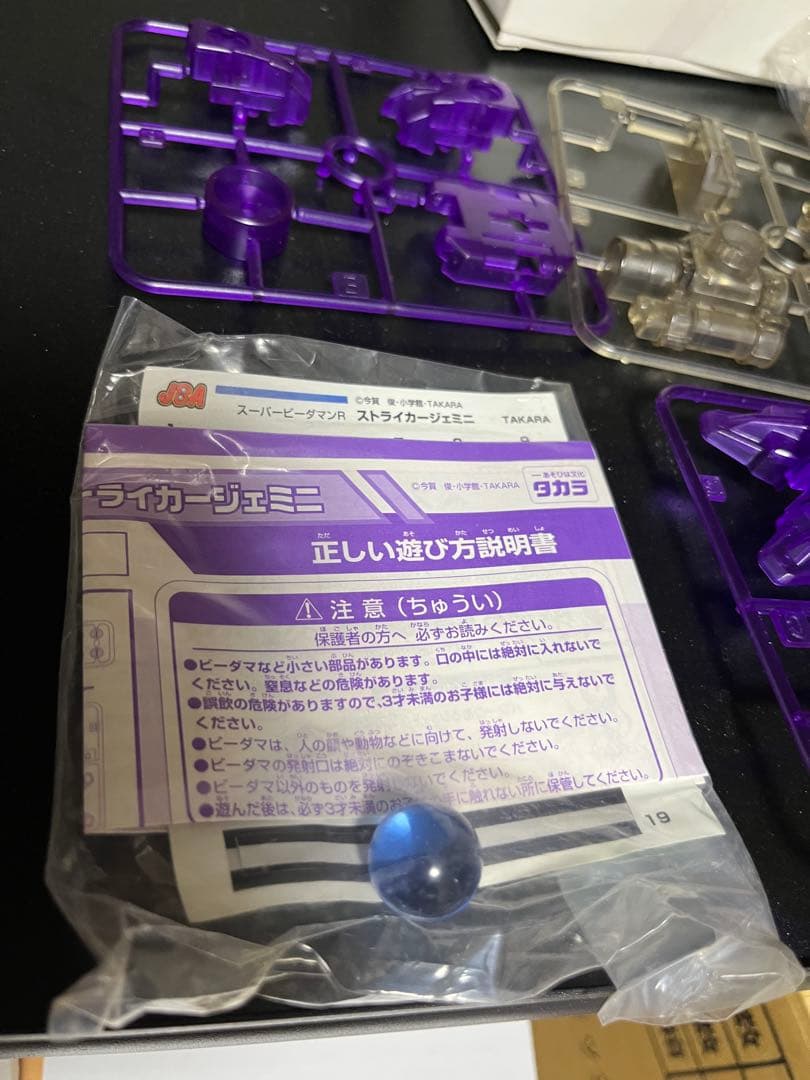 JBA
©今賀 俊・小学館・TAKARA
スーパービーダマンR ストライカージェミニ TAKARA
トライカージェミニ
©今賀 俊・小学館・TAKARA
あそびは文化
タカラ
正しい遊び方説明書
⚠注意(ちゅうい)
保護者の方へ 必ずお読みください。
●ビーダマなど小さい部品があります。口の中には絶対に入れないで
ください。窒息などの危険があります。
●誤飲の危険がありますので、3才未満のお子様には絶対に与えないで
ください。
●ビーダマは、人の顔や動物などに向けて、発射しないでください。
●ビーダマの発射口は絶対にのぞきこまないでください。
●ビーダマ以外のものを発射しないでください。
●遊んだ後は、必ず3才未満のお子 手に触れない所に保管してください。
19
B